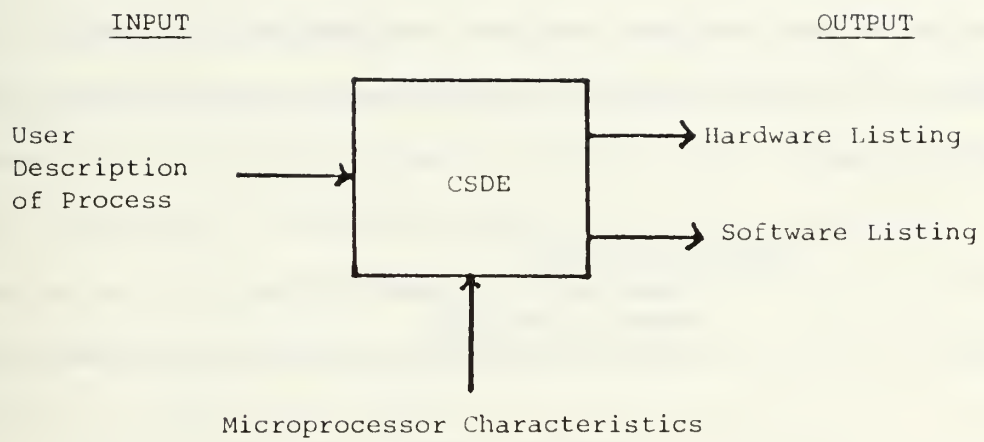 INPUT
OUTPUT
User
Description
of Process
CSDE
Hardware Listing
Software Listing
Microprocessor Characteristics